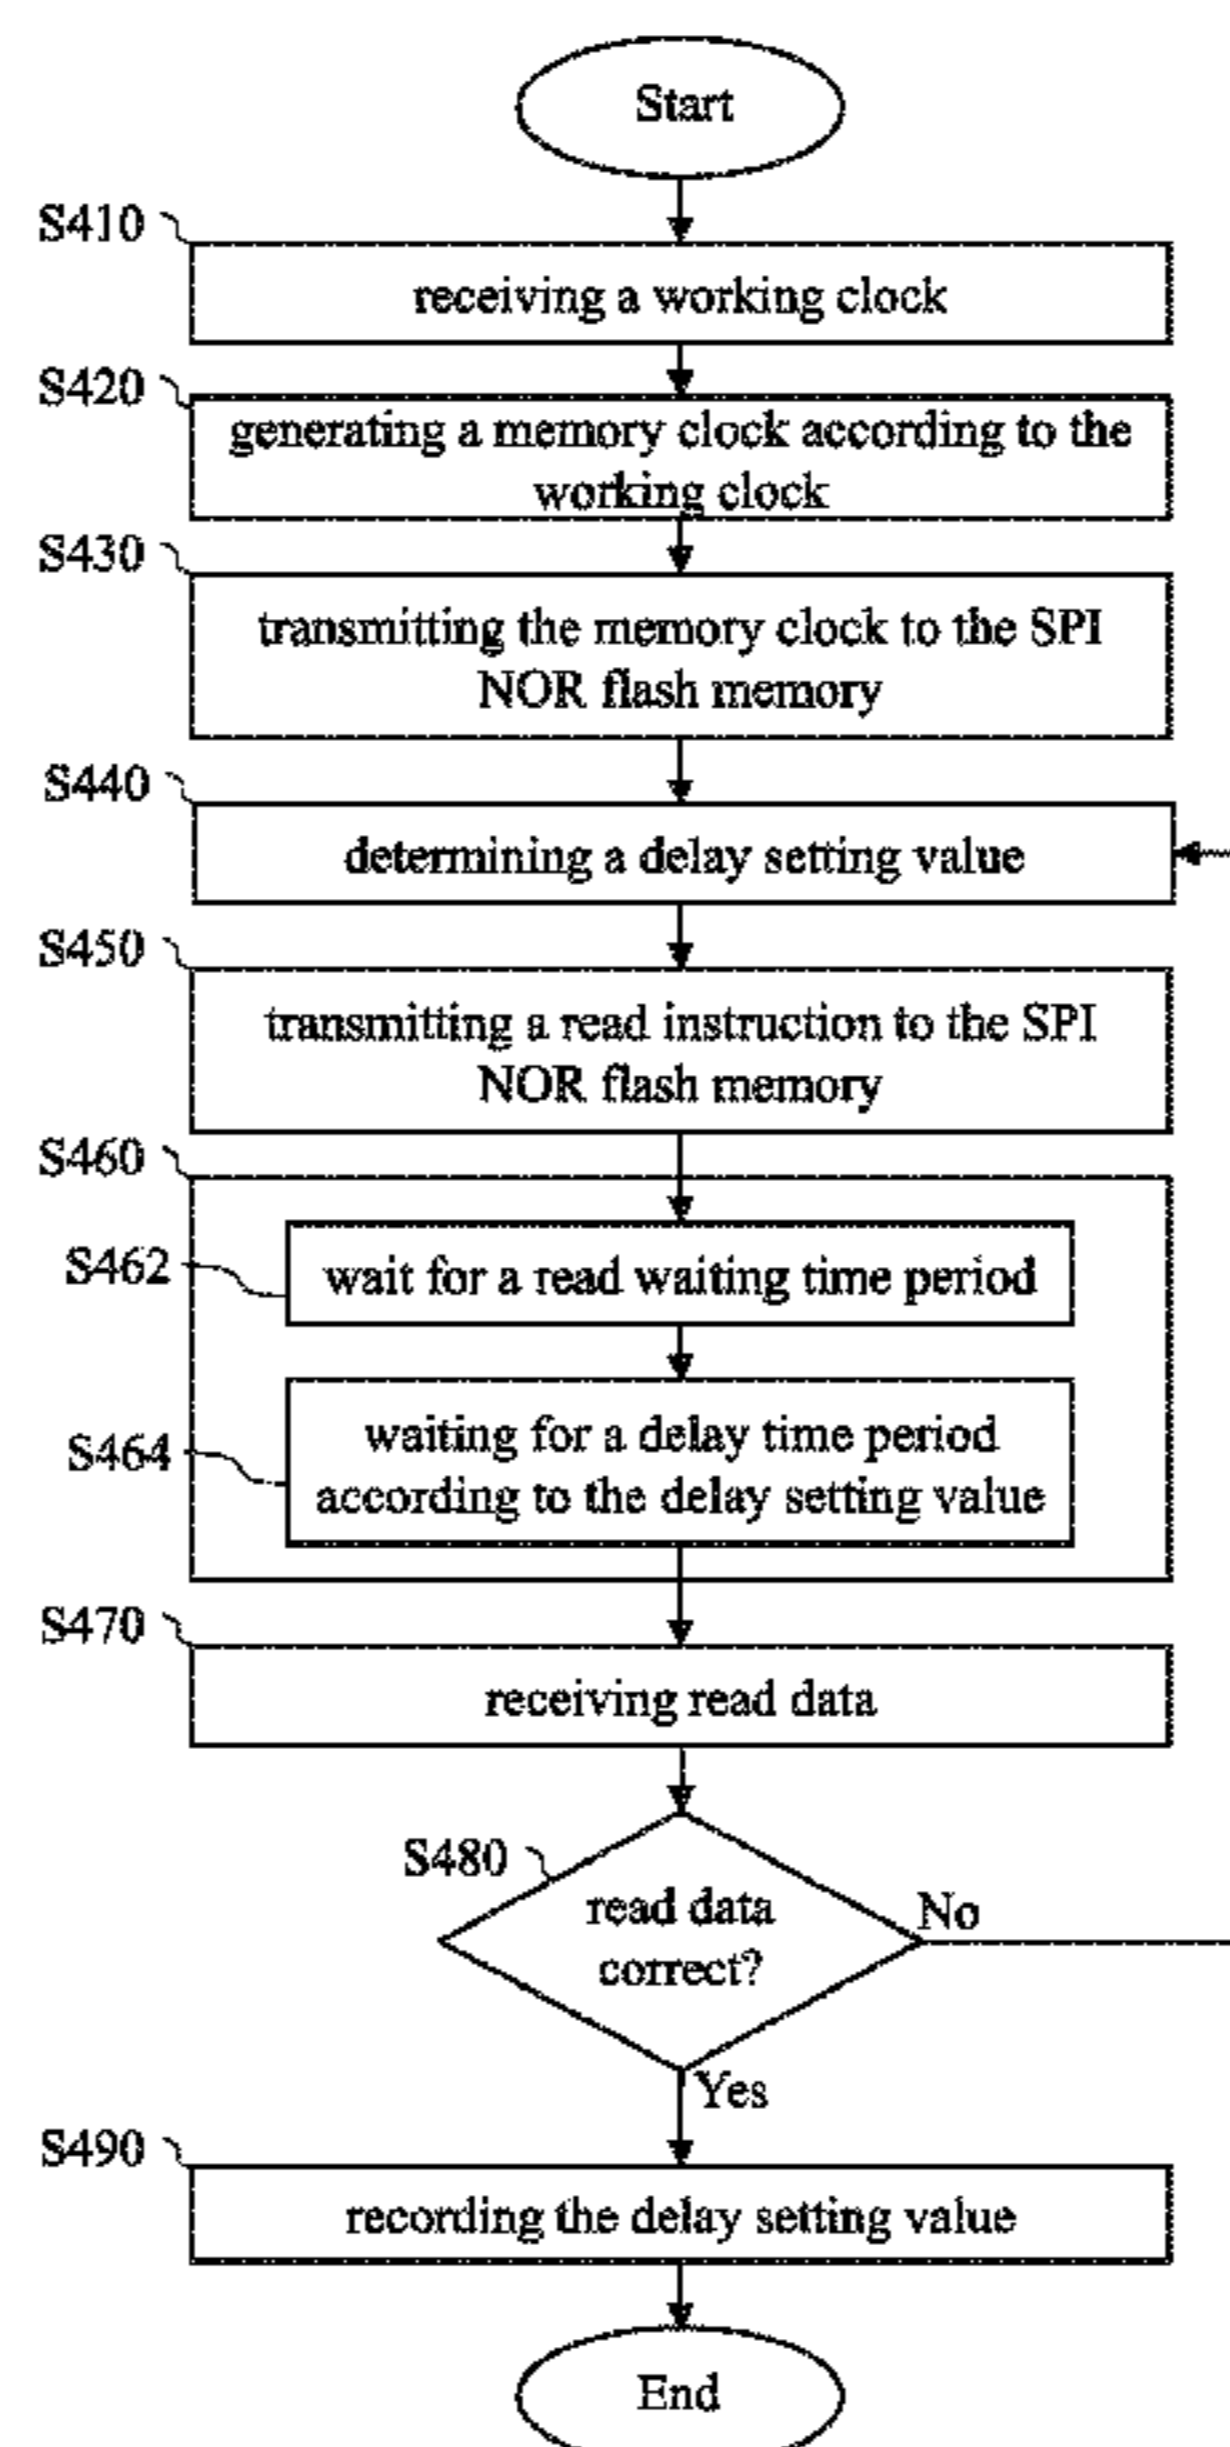 Start
S410
receiving a working clock
S420
generating a memory clock according to the
working clock
S430
transmitting the memory clock to the SPI
NOR flash memory
S440
determining a delay setting value
S450
transmitting a read instruction to the SPI
NOR flash memory
S460
S462
wait for a read waiting time period
S464
waiting for a delay time period
according to the delay setting value
S470
receiving read data
S480
read data
correct?
No
Yes
S490
recording the delay setting value
End